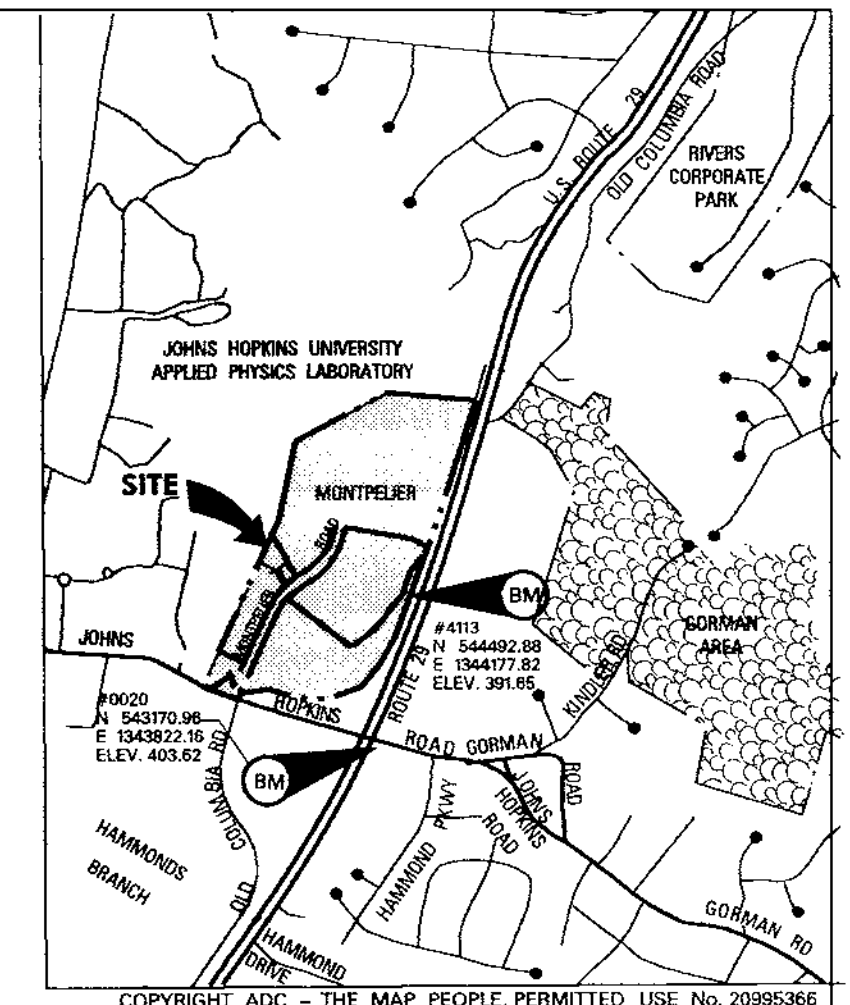 U.S. ROUTE 29
OLD COLUMBIA ROAD
RIVERS
CORPORATE
PARK
JOHNS HOPKINS UNIVERSITY
APPLIED PHYSICS LABORATORY
SITE
MONTPELIER
MONTPELIER ROAD
BM
#4113
N 544492.88
E 1344177.82
ELEV. 391.65
GORMAN
AREA
KINDLER RD
JOHNS
HOPKINS
ROAD GORMAN
ROAD
ROUTE 29
#0020
N 543170.96
E 1343822.16
ELEV. 403.52
BM
OLD COLUMBIA RD
JOHNS
HOPKINS
ROAD
HAMMOND PKWY
HAMMONDS
BRANCH
GORMAN RD
HAMMOND
DRIVE
COPYRIGHT ADC - THE MAP PEOPLE. PERMITTED USE No. 20995366